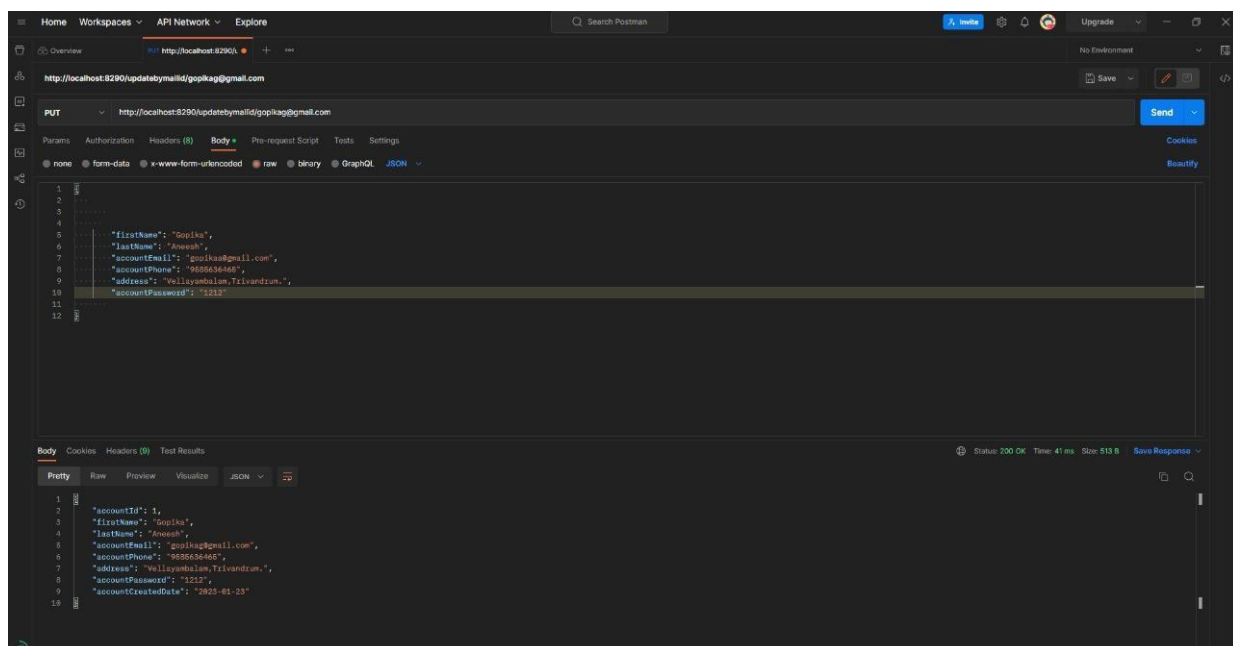 Home Workspaces API Network Explore Search Postman Invite Upgrade
Overview PUT http://localhost:8290/u No Environment
http://localhost:8290/updatebymailid/gopikag@gmail.com Save
PUT http://localhost:8290/updatebymailid/gopikag@gmail.com Send
Params Authorization Headers (8) Body Pre-request Script Tests Settings Cookies
none form-data x-www-form-urlencoded raw binary GraphQL JSON Beautify
1 {
2
3
4
5 "firstName": "Gopika",
6 "lastName": "Aneesh",
7 "accountEmail": "gopikaa@gmail.com",
8 "accountPhone": 
9 "address": "Vellayambalam,Trivandrum.",
10 "accountPassword": "1212"
11
12 }
Body Cookies Headers (9) Test Results Status: 200 OK Time: 41 ms Size: 513 B Save Response
Pretty Raw Preview Visualize JSON
1 {
2 "accountId": 1,
3 "firstName": "Gopika",
4 "lastName": "Aneesh",
5 "accountEmail": "gopikag@gmail.com",
6 "accountPhone": 
7 "address": "Vellayambalam,Trivandrum.",
8 "accountPassword": "1212",
9 "accountCreatedDate": "2023-01-23"
10 }